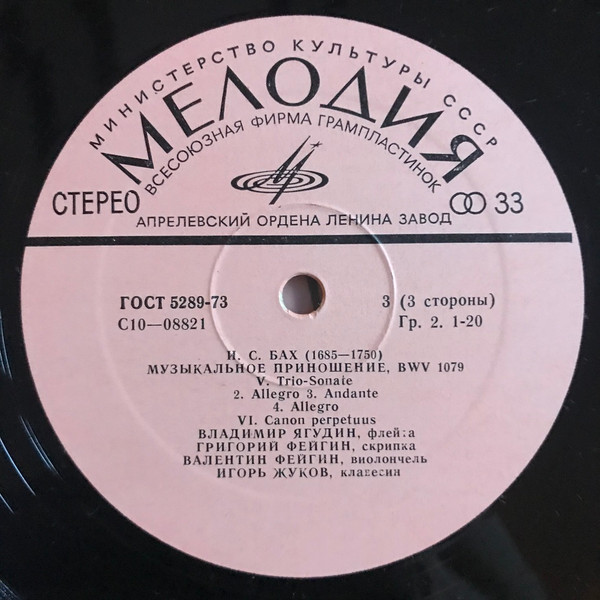 МИНИСТЕРСТВО КУЛЬТУРЫ СССР
МЕЛОДИЯ
ВСЕСОЮЗНАЯ ФИРМА ГРАМПЛАСТИНОК
СТЕРЕО
33
АПРЕЛЕВСКИЙ ОРДЕНА ЛЕНИНА ЗАВОД
ГОСТ 5289-73
3 (3 стороны)
С10—08821
Гр. 2. 1-20
И. С. БАХ (1685—1750)
МУЗЫКАЛЬНОЕ ПРИНОШЕНИЕ, BWV 1079
V. Trio-Sonate
2. Allegro 3. Andante
4. Allegro
VI. Canon perpetuus
ВЛАДИМИР ЯГУДИН, флейта
ГРИГОРИЙ ФЕЙГИН, скрипка
ВАЛЕНТИН ФЕЙГИН, виолончель
ИГОРЬ ЖУКОВ, клавесин